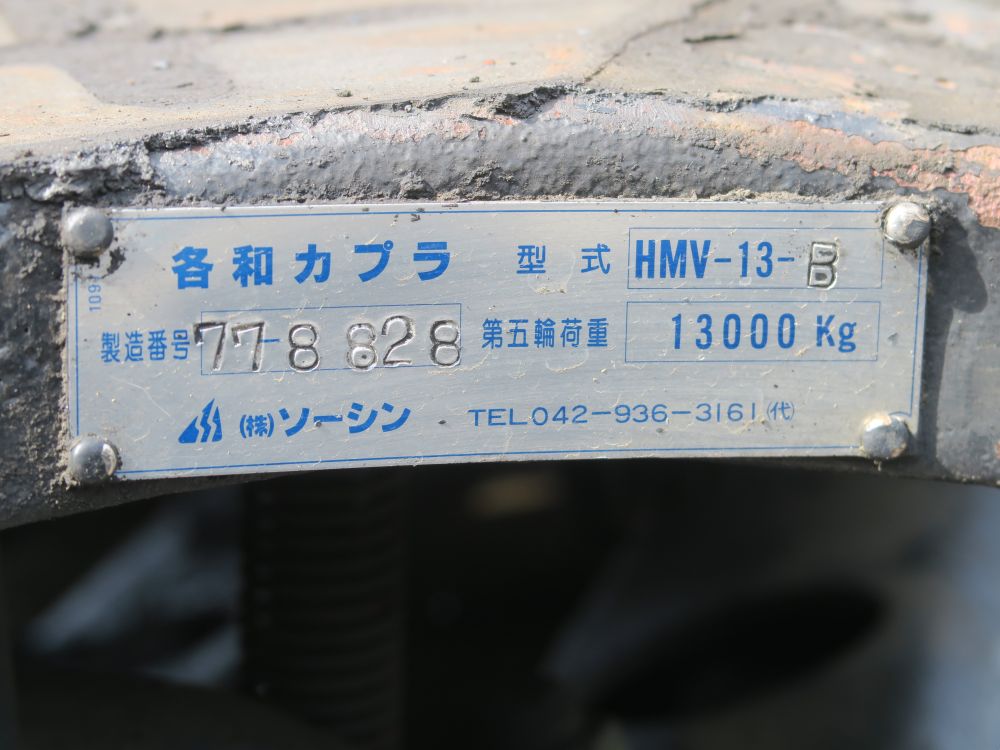 各和カプラ 型式 HMV-13-B
製造番号 77-8 828 第五輪荷重 13000 Kg
(株)ソーシン TEL042-936-3161(代)